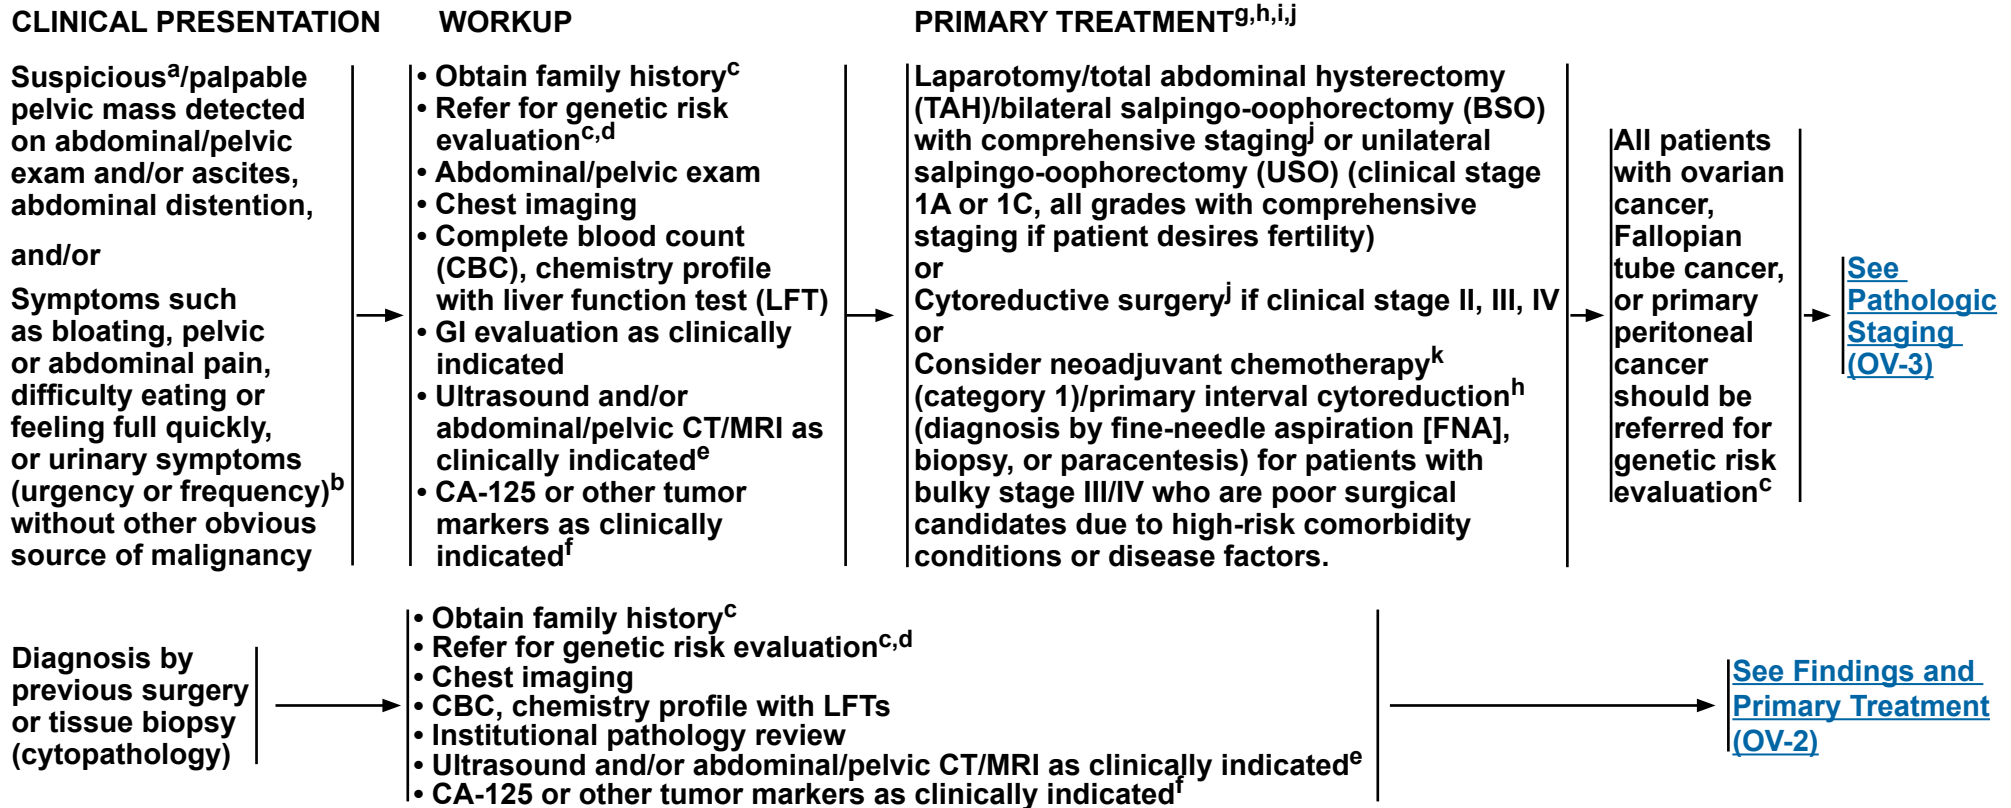 CLINICAL PRESENTATION
Suspiciousa/palpable
pelvic mass detected
on abdominal/pelvic
exam and/or ascites,
abdominal distention,
and/or
Symptoms such
as bloating, pelvic
or abdominal pain,
difficulty eating or
feeling full quickly,
or urinary symptoms
(urgency or frequency)b
without other obvious
source of malignancy
WORKUP
• Obtain family historyc
• Refer for genetic risk
evaluationc,d
• Abdominal/pelvic exam
• Chest imaging
• Complete blood count
(CBC), chemistry profile
with liver function test (LFT)
• GI evaluation as clinically
indicated
• Ultrasound and/or
abdominal/pelvic CT/MRI as
clinically indicatede
• CA-125 or other tumor
markers as clinically
indicatedf
PRIMARY TREATMENTg,h,i,j
Laparotomy/total abdominal hysterectomy
(TAH)/bilateral salpingo-oophorectomy (BSO)
with comprehensive stagingj or unilateral
salpingo-oophorectomy (USO) (clinical stage
1A or 1C, all grades with comprehensive
staging if patient desires fertility)
or
Cytoreductive surgeryj if clinical stage II, III, IV
or
Consider neoadjuvant chemotherapyk
(category 1)/primary interval cytoreductionh
(diagnosis by fine-needle aspiration [FNA],
biopsy, or paracentesis) for patients with
bulky stage III/IV who are poor surgical
candidates due to high-risk comorbidity
conditions or disease factors.
All patients
with ovarian
cancer,
Fallopian
tube cancer,
or primary
peritoneal
cancer
should be
referred for
genetic risk
evaluationc
See
Pathologic
Staging
(OV-3)
Diagnosis by
previous surgery
or tissue biopsy
(cytopathology)
• Obtain family historyc
• Refer for genetic risk evaluationc,d
• Chest imaging
• CBC, chemistry profile with LFTs
• Institutional pathology review
• Ultrasound and/or abdominal/pelvic CT/MRI as clinically indicatede
• CA-125 or other tumor markers as clinically indicatedf
See Findings and
Primary Treatment
(OV-2)